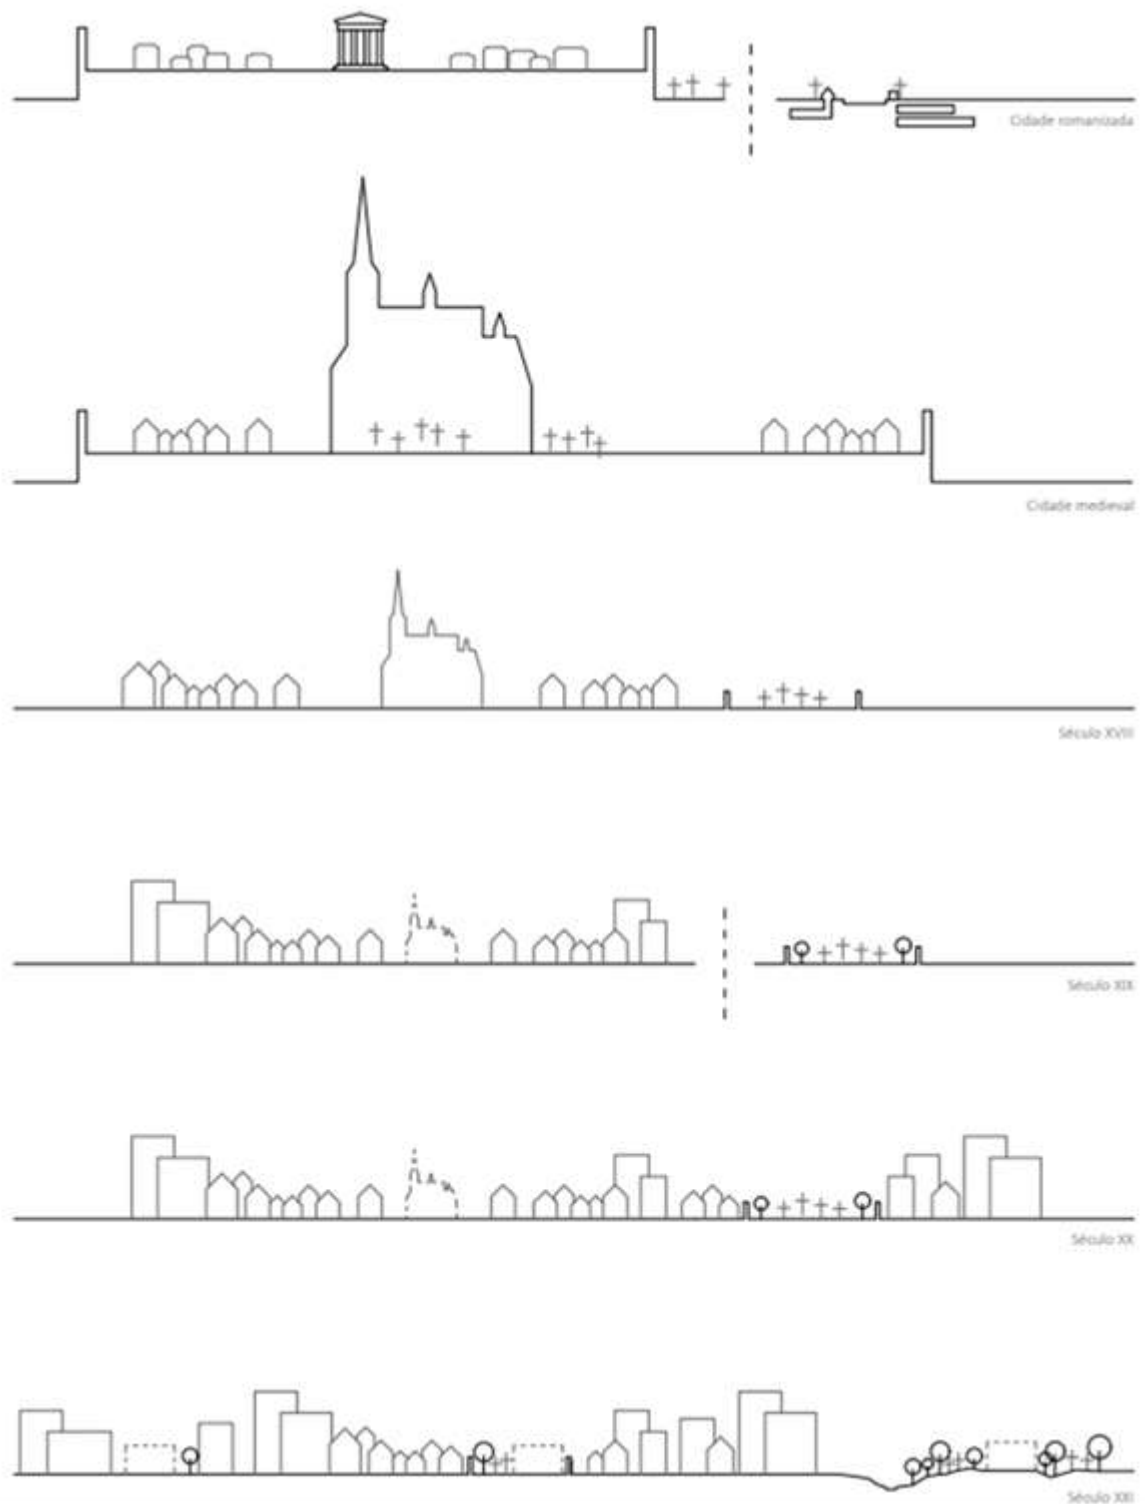 Cidade romanizada
Cidade medieval
Século XVIII
Século XIX
Século XX
Século XXI